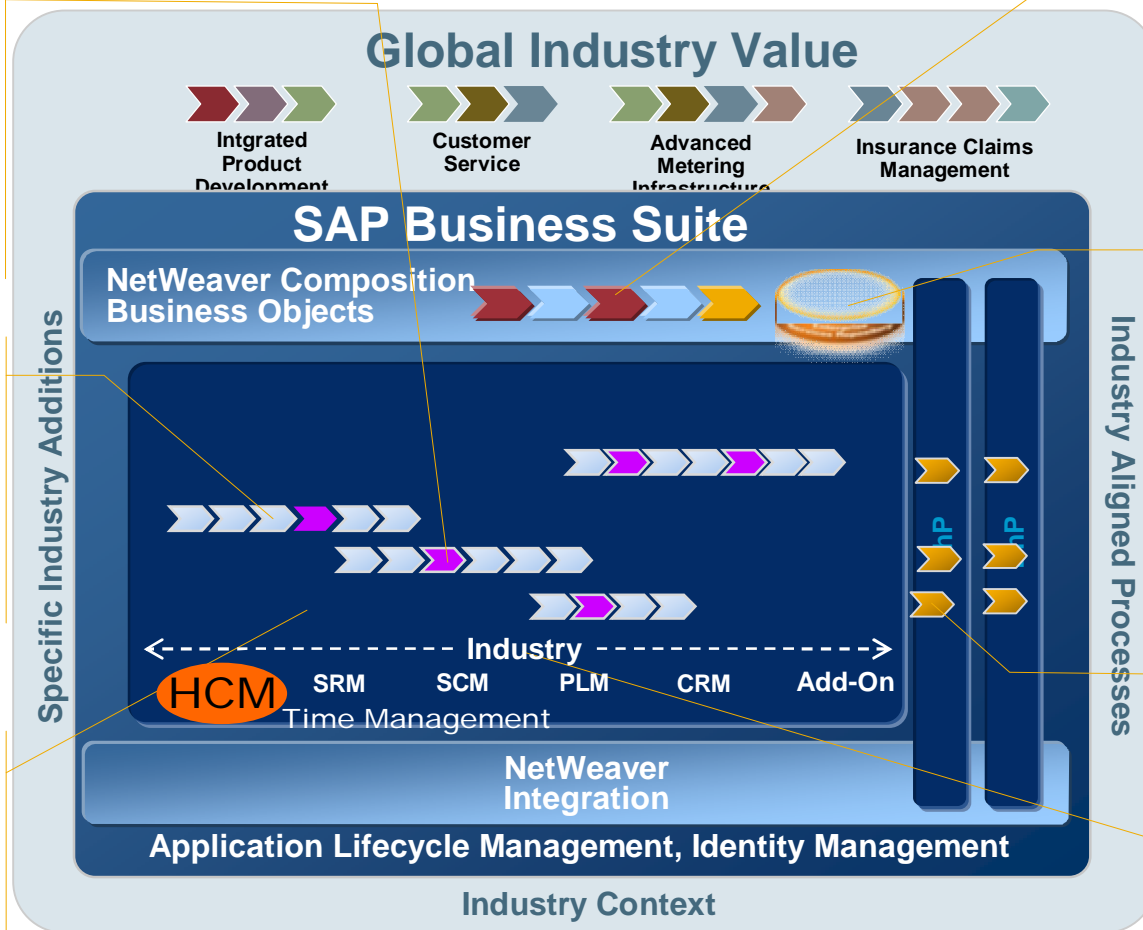 Global Industry Value
Intgrated
Product
Development
Customer
Service
Advanced
Metering
Infrastructure
Insurance Claims
Management
SAP Business Suite
NetWeaver Composition
Business Objects
Specific Industry Additions
Industry Aligned Processes
Industry
HCM
SRM
SCM
PLM
CRM
Add-On
Time Management
NetWeaver
Integration
Application Lifecycle Management, Identity Management
Industry Context